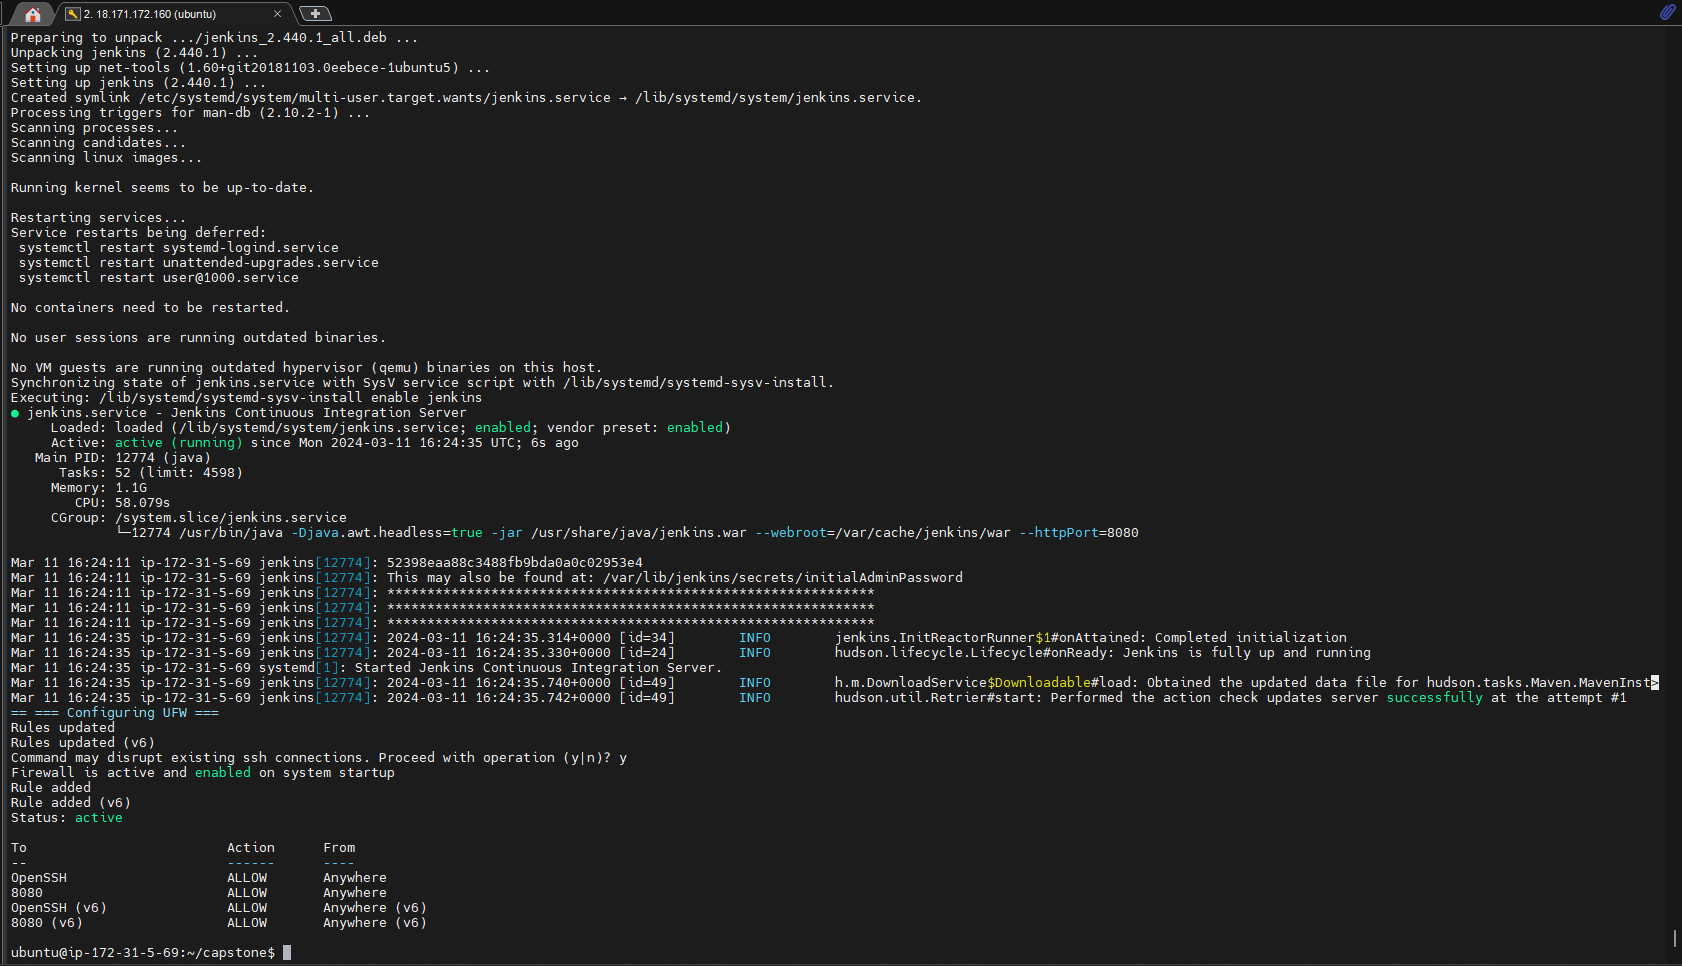 2. 18.171.172.160 (ubuntu)
Preparing to unpack .../jenkins_2.440.1_all.deb ...
Unpacking jenkins (2.440.1) ...
Setting up net-tools (1.60+git20181103.0eebece-1ubuntu5) ...
Setting up jenkins (2.440.1) ...
Created symlink /etc/systemd/system/multi-user.target.wants/jenkins.service → /lib/systemd/system/jenkins.service.
Processing triggers for man-db (2.10.2-1) ...
Scanning processes...
Scanning candidates...
Scanning linux images...
Running kernel seems to be up-to-date.
Restarting services...
Service restarts being deferred:
 systemctl restart systemd-logind.service
 systemctl restart unattended-upgrades.service
 systemctl restart user@1000.service
No containers need to be restarted.
No user sessions are running outdated binaries.
No VM guests are running outdated hypervisor (qemu) binaries on this host.
Synchronizing state of jenkins.service with SysV service script with /lib/systemd/systemd-sysv-install.
Executing: /lib/systemd/systemd-sysv-install enable jenkins
● jenkins.service - Jenkins Continuous Integration Server
     Loaded: loaded (/lib/systemd/system/jenkins.service; enabled; vendor preset: enabled)
     Active: active (running) since Mon 2024-03-11 16:24:35 UTC; 6s ago
   Main PID: 12774 (java)
      Tasks: 52 (limit: 4598)
     Memory: 1.1G
        CPU: 58.079s
     CGroup: /system.slice/jenkins.service
             └─12774 /usr/bin/java -Djava.awt.headless=true -jar /usr/share/java/jenkins.war --webroot=/var/cache/jenkins/war --httpPort=8080
Mar 11 16:24:11 ip-172-31-5-69 jenkins[12774]: 52398eaa88c3488fb9bda0a0c02953e4
Mar 11 16:24:11 ip-172-31-5-69 jenkins[12774]: This may also be found at: /var/lib/jenkins/secrets/initialAdminPassword
Mar 11 16:24:11 ip-172-31-5-69 jenkins[12774]: *************************************************************
Mar 11 16:24:11 ip-172-31-5-69 jenkins[12774]: *************************************************************
Mar 11 16:24:11 ip-172-31-5-69 jenkins[12774]: *************************************************************
Mar 11 16:24:35 ip-172-31-5-69 jenkins[12774]: 2024-03-11 16:24:35.314+0000 [id=34]        INFO        jenkins.InitReactorRunner$1#onAttained: Completed initialization
Mar 11 16:24:35 ip-172-31-5-69 jenkins[12774]: 2024-03-11 16:24:35.330+0000 [id=24]        INFO        hudson.lifecycle.Lifecycle#onReady: Jenkins is fully up and running
Mar 11 16:24:35 ip-172-31-5-69 systemd[1]: Started Jenkins Continuous Integration Server.
Mar 11 16:24:35 ip-172-31-5-69 jenkins[12774]: 2024-03-11 16:24:35.740+0000 [id=49]        INFO        h.m.DownloadService$Downloadable#load: Obtained the updated data file for hudson.tasks.Maven.MavenInst>
Mar 11 16:24:35 ip-172-31-5-69 jenkins[12774]: 2024-03-11 16:24:35.742+0000 [id=49]        INFO        hudson.util.Retrier#start: Performed the action check updates server successfully at the attempt #1
== === Configuring UFW ===
Rules updated
Rules updated (v6)
Command may disrupt existing ssh connections. Proceed with operation (y|n)? y
Firewall is active and enabled on system startup
Rule added
Rule added (v6)
Status: active
To                         Action      From
--                         ------      ----
OpenSSH                    ALLOW       Anywhere
8080                       ALLOW       Anywhere
OpenSSH (v6)               ALLOW       Anywhere (v6)
8080 (v6)                  ALLOW       Anywhere (v6)
ubuntu@ip-172-31-5-69:~/capstone$